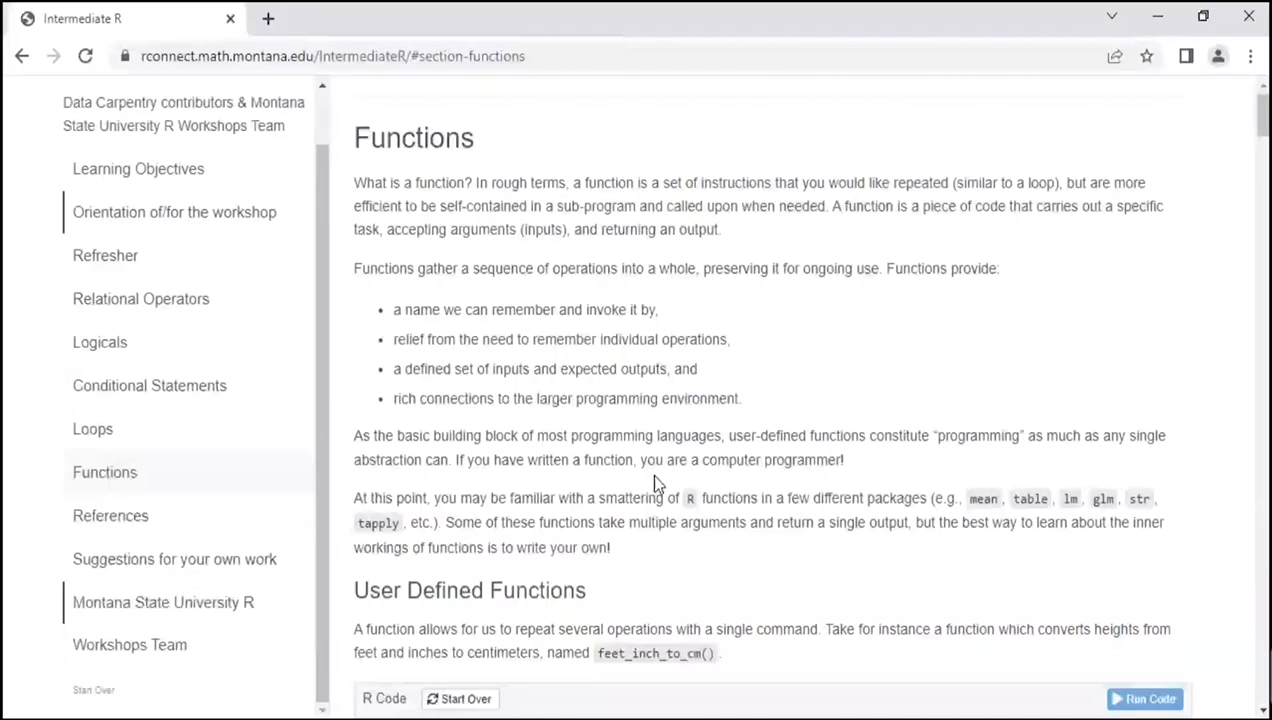 Intermediate R
rconnect.math.montana.edu/IntermediateR/#section-functions
Data Carpentry contributors & Montana
State University R Workshops Team
Learning Objectives
Orientation of/for the workshop
Refresher
Relational Operators
Logicals
Conditional Statements
Loops
Functions
References
Suggestions for your own work
Montana State University R
Workshops Team
Start Over
Functions
What is a function? In rough terms, a function is a set of instructions that you would like repeated (similar to a loop), but are more
efficient to be self-contained in a sub-program and called upon when needed. A function is a piece of code that carries out a specific
task, accepting arguments (inputs), and returning an output.
Functions gather a sequence of operations into a whole, preserving it for ongoing use. Functions provide:
• a name we can remember and invoke it by,
• relief from the need to remember individual operations,
• a defined set of inputs and expected outputs, and
• rich connections to the larger programming environment.
As the basic building block of most programming languages, user-defined functions constitute “programming” as much as any single
abstraction can. If you have written a function, you are a computer programmer!
At this point, you may be familiar with a smattering of R functions in a few different packages (e.g., mean, table, lm, glm, str,
tapply, etc.). Some of these functions take multiple arguments and return a single output, but the best way to learn about the inner
workings of functions is to write your own!
User Defined Functions
A function allows for us to repeat several operations with a single command. Take for instance a function which converts heights from
feet and inches to centimeters, named feet_inch_to_cm().
R Code Start Over Run Code